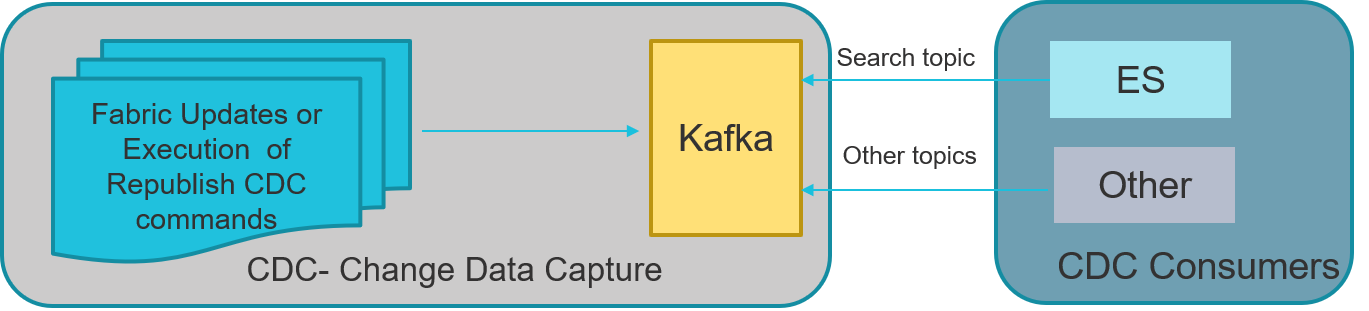 Fabric Updates or
Execution  of
Republish CDC
commands
CDC- Change Data Capture
Kafka
Search topic
Other topics
ES
Other
CDC Consumers